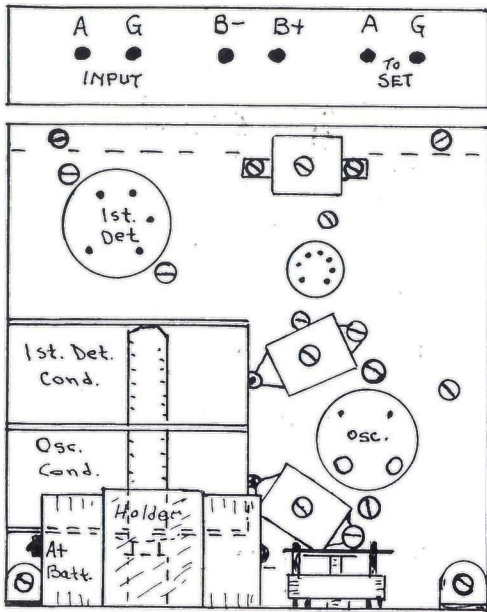 A G B- B+ A G
INPUT TO
SET
1st.
Det
1st. Det.
Cond.
Osc.
Osc.
Cond.
Holder
A+
Batt.